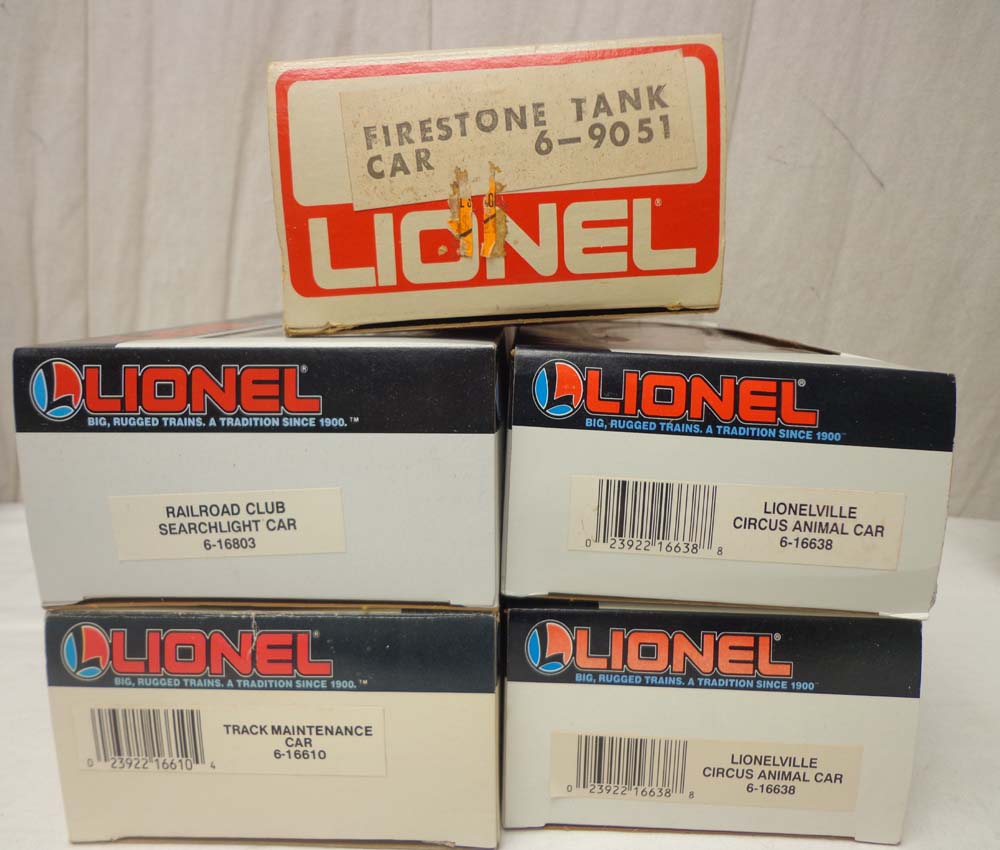 FIRESTONE TANK
CAR 6-9051
LIONEL®
LIONEL®
BIG, RUGGED TRAINS. A TRADITION SINCE 1900.™
RAILROAD CLUB
SEARCHLIGHT CAR
6-16803
LIONEL®
BIG, RUGGED TRAINS. A TRADITION SINCE 1900™
LIONELVILLE
CIRCUS ANIMAL CAR
6-16638
0 23922 16638 8
LIONEL®
BIG, RUGGED TRAINS. A TRADITION SINCE 1900.™
TRACK MAINTENANCE
CAR
6-16610
0 23922 16610 4
LIONEL®
BIG, RUGGED TRAINS. A TRADITION SINCE 1900™
LIONELVILLE
CIRCUS ANIMAL CAR
6-16638
0 23922 16638 8